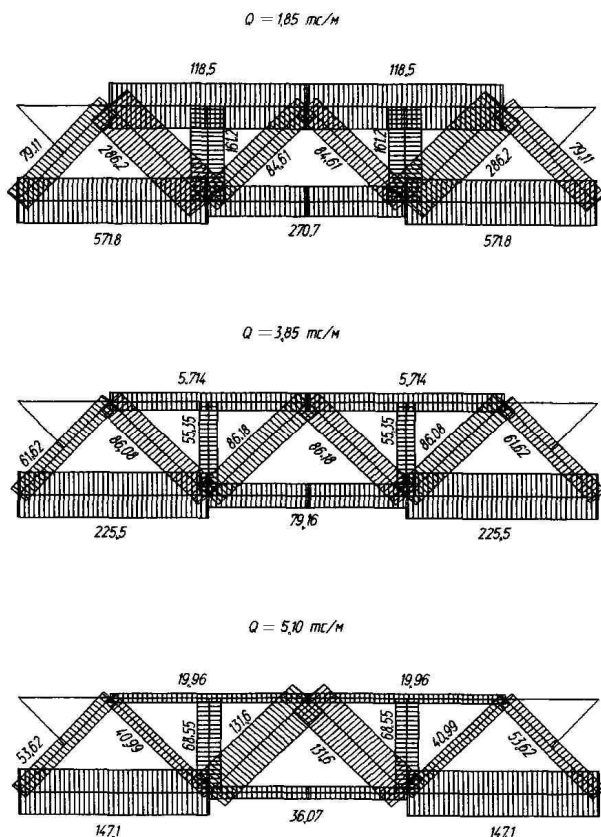 Q = 1,85 тс/м
118,5 118,5
79,11 286,2 161,2 84,61 84,61 161,2 286,2 79,11
571,8 270,7 571,8
Q = 3,85 тс/м
5,714 5,714
61,62 86,08 55,35 86,18 86,18 55,35 86,08 61,62
225,5 79,16 225,5
Q = 5,10 тс/м
19,96 19,96
53,62 40,99 68,55 131,6 131,6 68,55 40,99 53,62
147,1 36,07 147,1